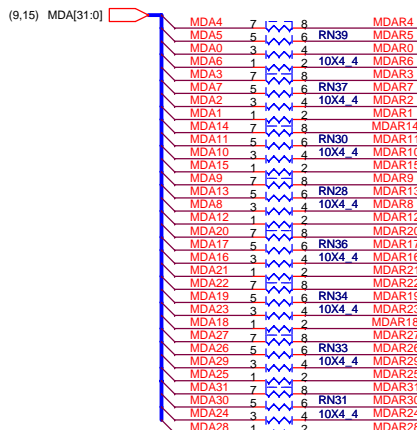 (9,15) MDA[31:0]
MDA4 7 8 MDAR4
MDA5 5 6 RN39 MDAR5
MDA0 3 4 MDAR0
MDA6 1 2 10X4_4 MDAR6
MDA3 7 8 MDAR3
MDA7 5 6 RN37 MDAR7
MDA2 3 4 10X4_4 MDAR2
MDA1 1 2 MDAR1
MDA14 7 8 MDAR14
MDA11 5 6 RN30 MDAR11
MDA10 3 4 10X4_4 MDAR10
MDA15 1 2 MDAR15
MDA9 7 8 MDAR9
MDA13 5 6 RN28 MDAR13
MDA8 3 4 10X4_4 MDAR8
MDA12 1 2 MDAR12
MDA20 7 8 MDAR20
MDA17 5 6 RN36 MDAR17
MDA16 3 4 10X4_4 MDAR16
MDA21 1 2 MDAR21
MDA22 7 8 MDAR22
MDA19 5 6 RN34 MDAR19
MDA23 3 4 10X4_4 MDAR23
MDA18 1 2 MDAR18
MDA27 7 8 MDAR27
MDA26 5 6 RN33 MDAR26
MDA29 3 4 10X4_4 MDAR29
MDA25 1 2 MDAR25
MDA31 7 8 MDAR31
MDA30 5 6 RN31 MDAR30
MDA24 3 4 10X4_4 MDAR24
MDA28 1 2 MDAR28